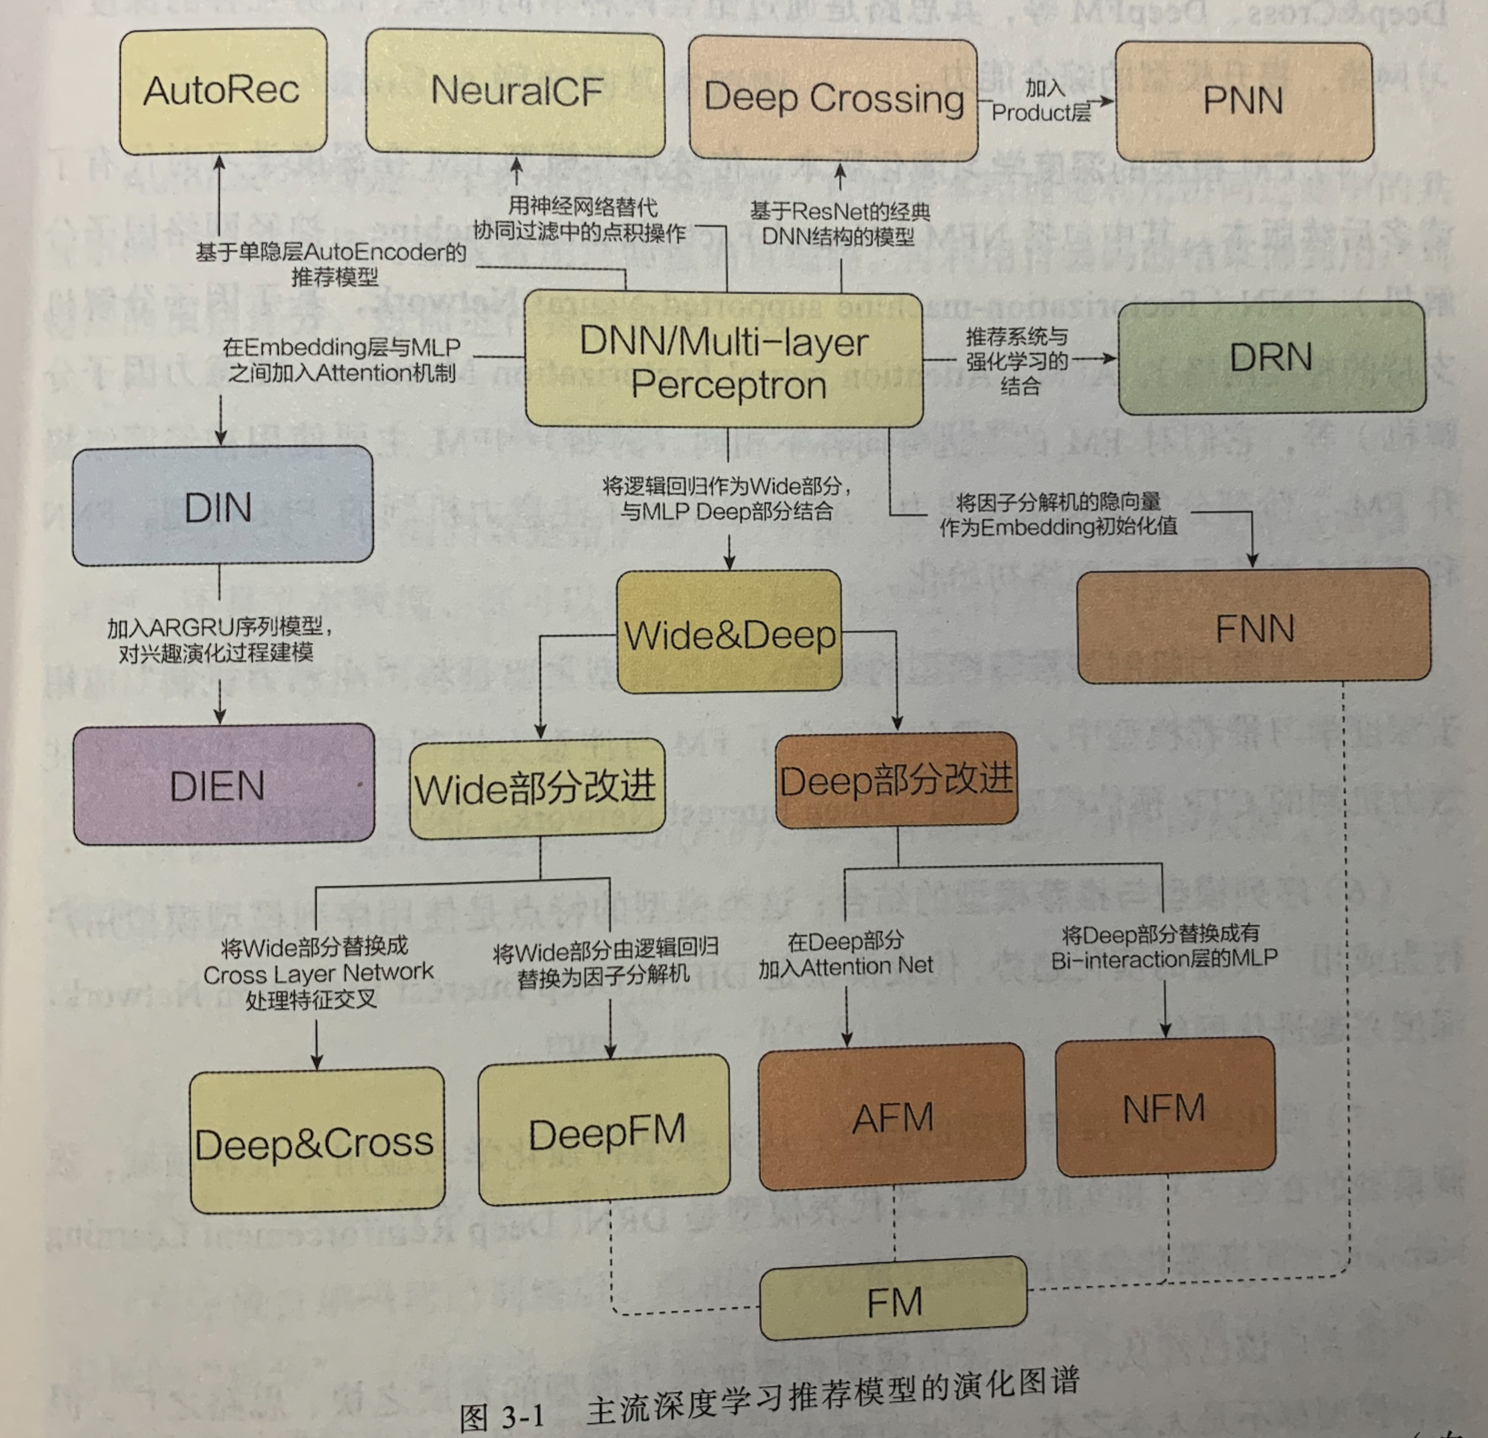 AutoRec
NeuralCF
Deep Crossing
加入
Product层
PNN
用神经网络替代
协同过滤中的点积操作
基于ResNet的经典
DNN结构的模型
基于单隐层AutoEncoder的
推荐模型
在Embedding层与MLP
之间加入Attention机制
DNN/Multi-layer
Perceptron
推荐系统与
强化学习的
结合
DRN
DIN
将逻辑回归作为Wide部分，
与MLP Deep部分结合
将因子分解机的隐向量
作为Embedding初始化值
加入ARGRU序列模型，
对兴趣演化过程建模
Wide&Deep
FNN
DIEN
Wide部分改进
Deep部分改进
将Wide部分替换成
Cross Layer Network
处理特征交叉
将Wide部分由逻辑回归
替换为因子分解机
在Deep部分
加入Attention Net
将Deep部分替换成有
Bi-interaction层的MLP
Deep&Cross
DeepFM
AFM
NFM
FM
图 3-1 主流深度学习推荐模型的演化图谱